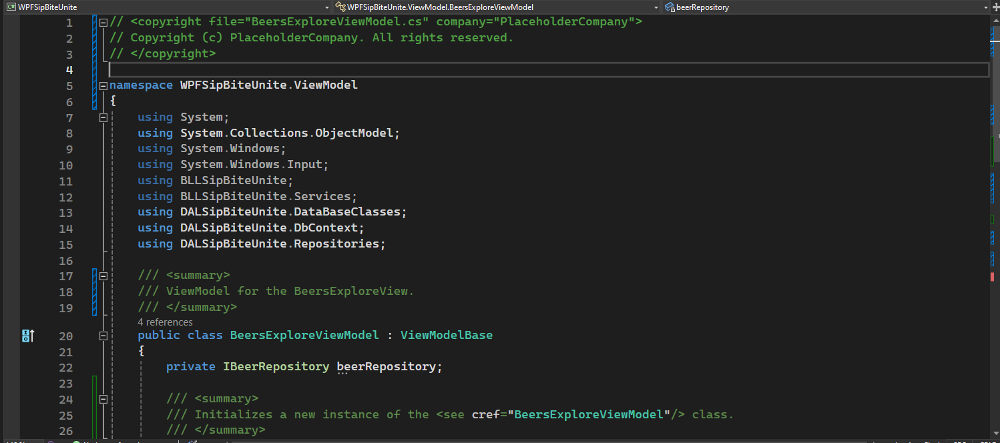 C# WPFSipBiteUnite WPFSipBiteUnite.ViewModel.BeersExploreViewModel beerRepository
1 // <copyright file="BeersExploreViewModel.cs" company="PlaceholderCompany">
2 // Copyright (c) PlaceholderCompany. All rights reserved.
3 // </copyright>
4
5 namespace WPFSipBiteUnite.ViewModel
6 {
7 using System;
8 using System.Collections.ObjectModel;
9 using System.Windows;
10 using System.Windows.Input;
11 using BLLSipBiteUnite;
12 using BLLSipBiteUnite.Services;
13 using DALSipBiteUnite.DataBaseClasses;
14 using DALSipBiteUnite.DbContext;
15 using DALSipBiteUnite.Repositories;
16
17 /// <summary>
18 /// ViewModel for the BeersExploreView.
19 /// </summary>
4 references
20 public class BeersExploreViewModel : ViewModelBase
21 {
22 private IBeerRepository beerRepository;
23
24 /// <summary>
25 /// Initializes a new instance of the <see cref="BeersExploreViewModel"/> class.
26 /// </summary>